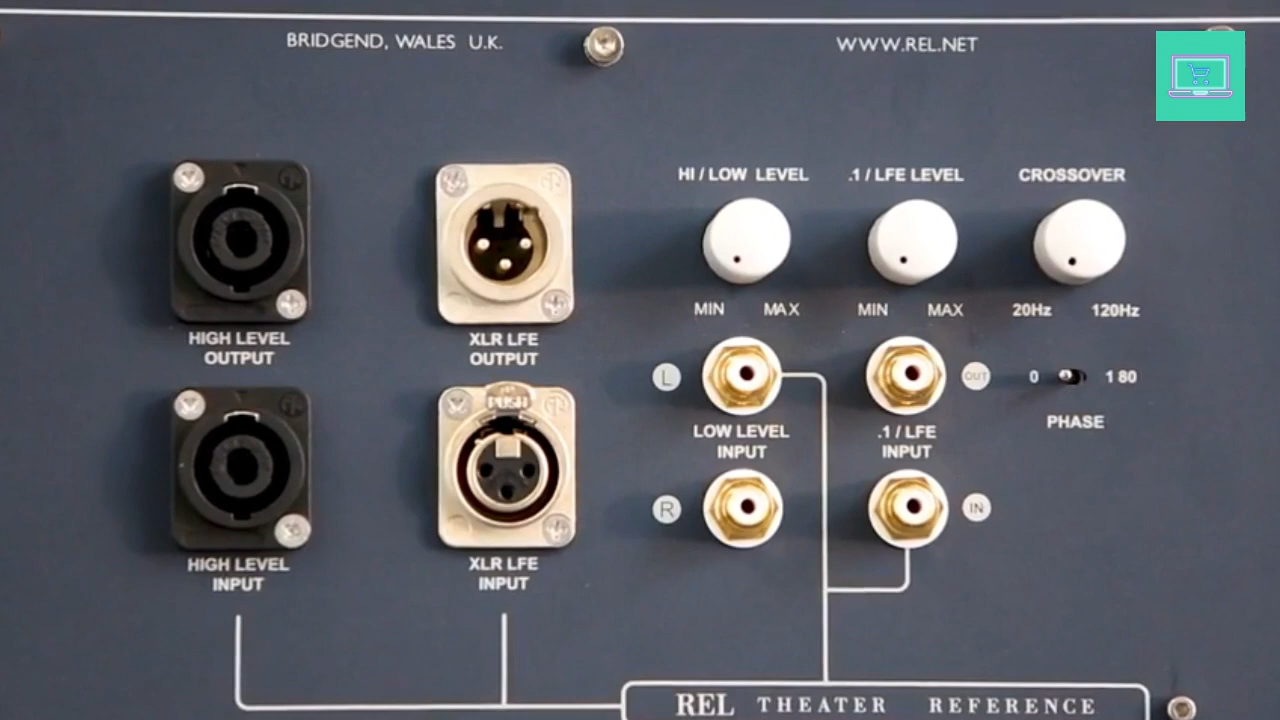 BRIDGEND, WALES U.K.
WWW.REL.NET
HI / LOW LEVEL
.1 / LFE LEVEL
CROSSOVER
MIN
MAX
MIN
MAX
20Hz
120Hz
HIGH LEVEL
OUTPUT
XLR LFE
OUTPUT
L
OUT
0
180
PHASE
PUSH
LOW LEVEL
INPUT
.1 / LFE
INPUT
R
IN
HIGH LEVEL
INPUT
XLR LFE
INPUT
REL THEATER REFERENCE